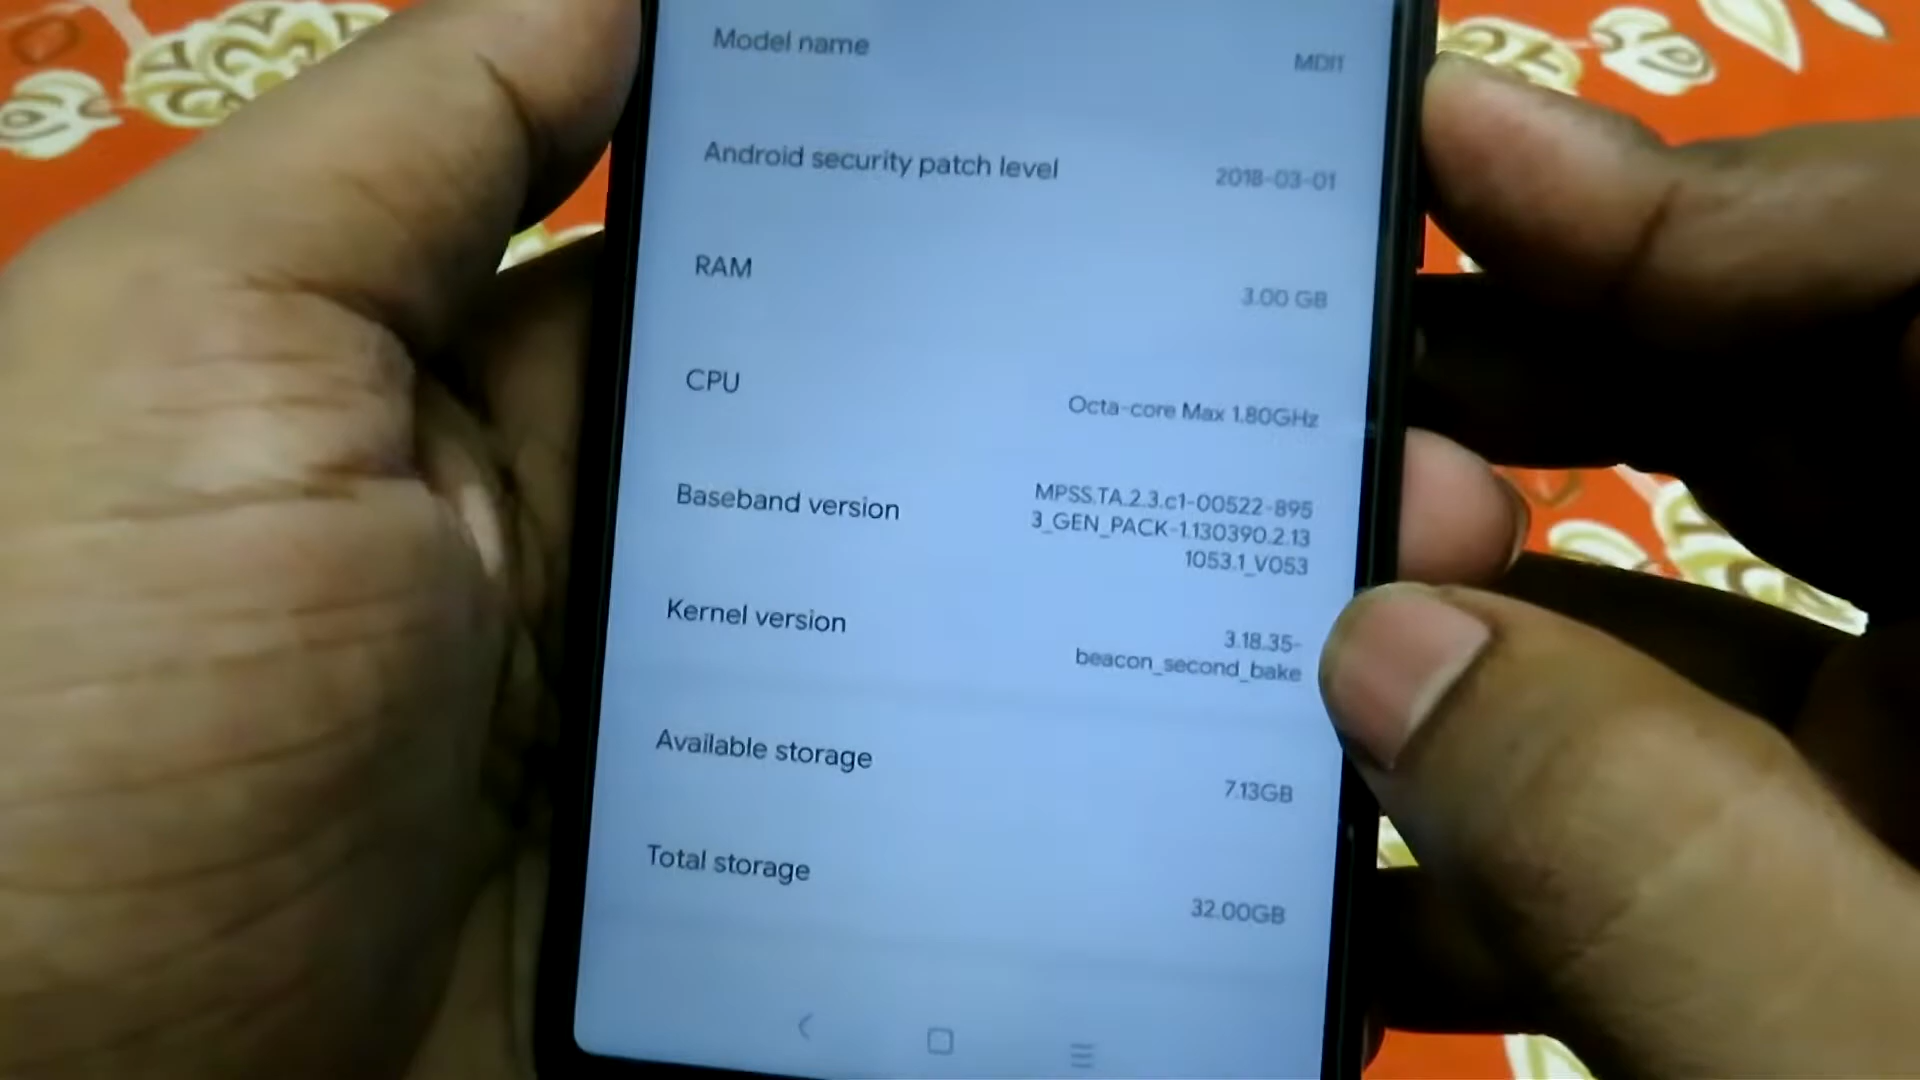 Model name
MDI1
Android security patch level
2018-03-01
RAM
3.00 GB
CPU
Octa-core Max 1.80GHz
Baseband version
MPSS.TA.2.3.c1-00522-895
3_GEN_PACK-1.130390.2.13
1053.1_V053
Kernel version
3.18.35-
beacon_second_bake
Available storage
7.13GB
Total storage
32.00GB